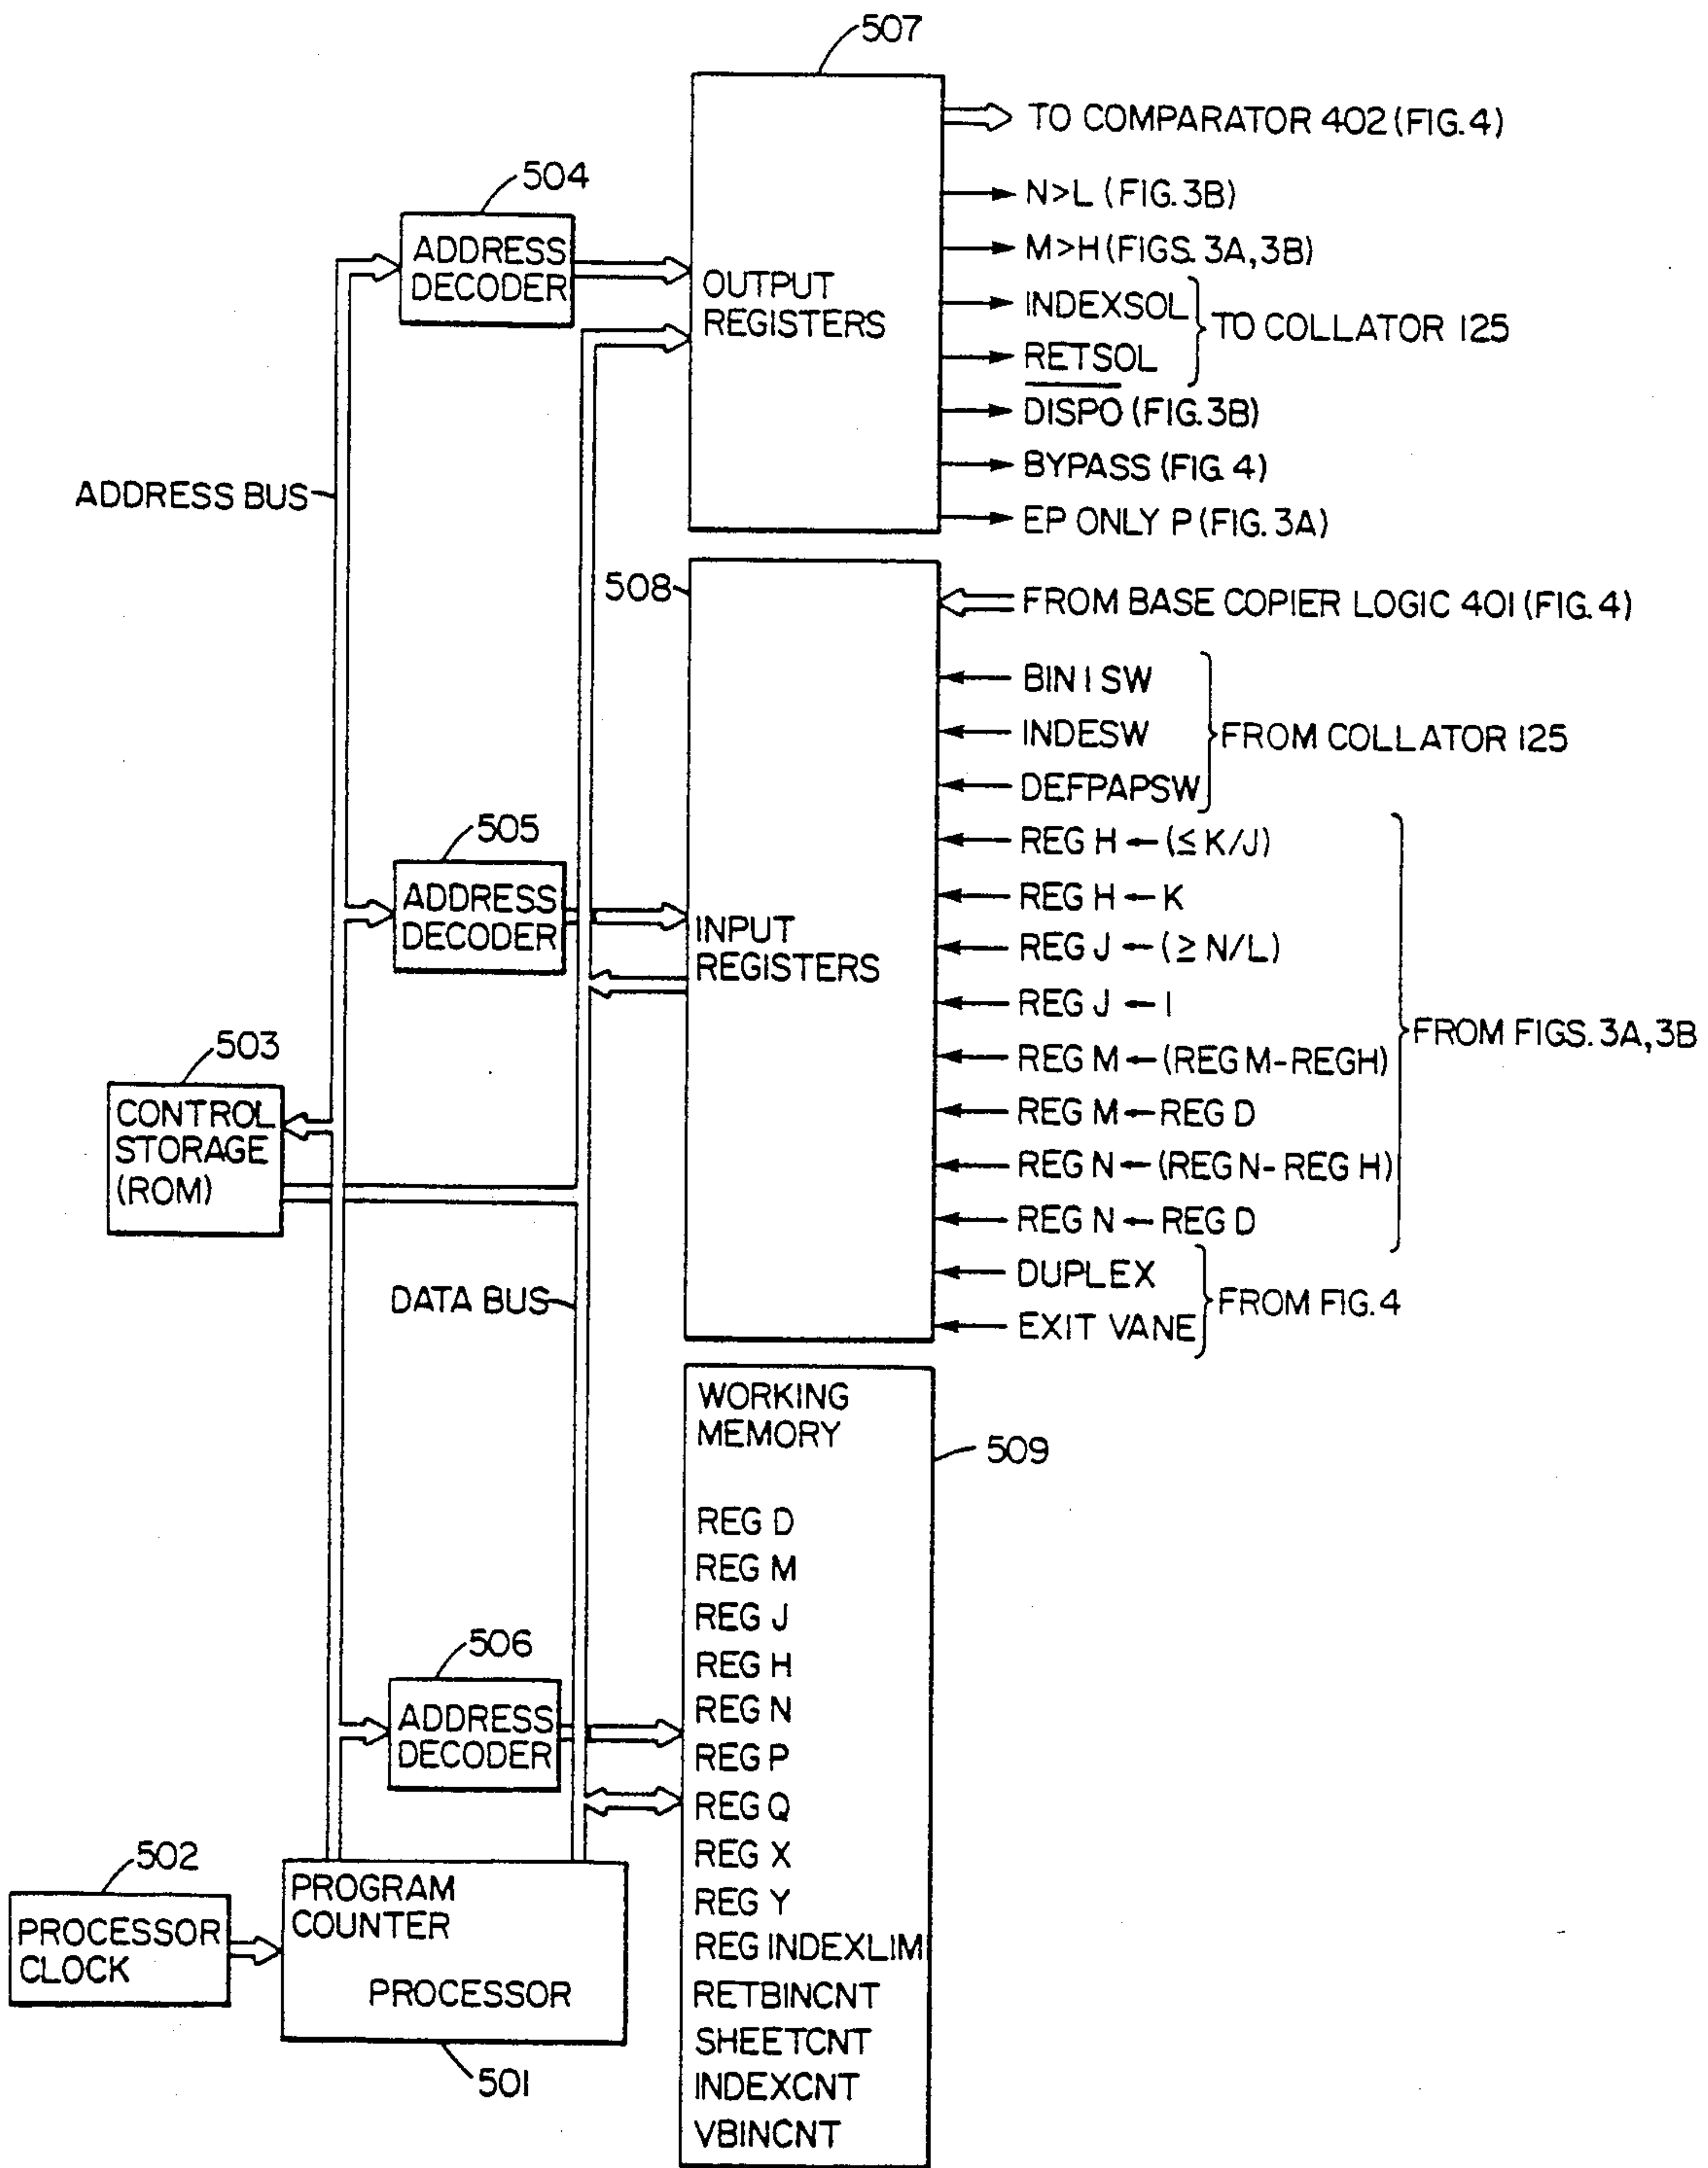 507
TO COMPARATOR 402 (FIG. 4)
504
N>L (FIG. 3B)
ADDRESS
DECODER
M>H (FIGS. 3A, 3B)
OUTPUT
REGISTERS
INDEXSOL
TO COLLATOR 125
RETSOL
DISPO (FIG. 3B)
BYPASS (FIG. 4)
ADDRESS BUS
EP ONLY P (FIG. 3A)
508
FROM BASE COPIER LOGIC 401 (FIG. 4)
BIN 1 SW
INDESW
FROM COLLATOR 125
DEFPAPSW
505
REG H ← (≤ K/J)
ADDRESS
DECODER
REG H ← K
INPUT
REGISTERS
REG J ← (≥ N/L)
REG J ← 1
503
FROM FIGS. 3A, 3B
REG M ← (REG M-REGH)
CONTROL
STORAGE
(ROM)
REG M ← REG D
REG N ← (REG N- REG H)
REG N ← REG D
DUPLEX
DATA BUS
FROM FIG. 4
EXIT VANE
WORKING
MEMORY
509
REG D
REG M
REG J
REG H
REG N
REG P
REG Q
REG X
REG Y
REG INDEXLIM
RETBINCNT
SHEETCNT
INDEXCNT
VBINCNT
506
ADDRESS
DECODER
502
PROCESSOR
CLOCK
PROGRAM
COUNTER
PROCESSOR
501